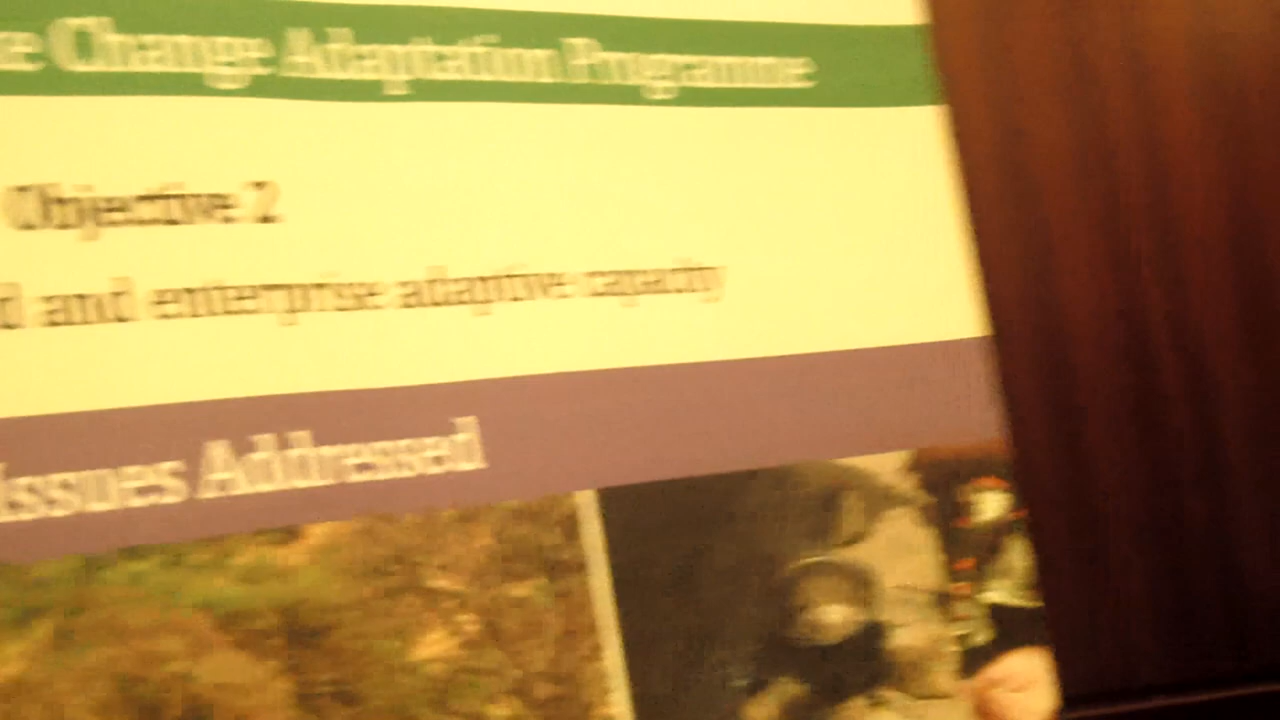 e Change Adaptation Programme
Objective 2
d and enterprise adaptive capacity
Issues Addressed